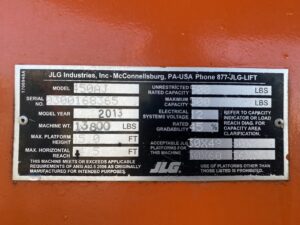 JLG Industries, Inc - McConnellsburg, PA-USA Phone 877-JLG-LIFT
MODEL 450AJ
SERIAL NO.
MODEL YEAR 2013
MACHINE WT. LBS
MAX. PLATFORM HEIGHT FT
MAX. HORIZONTAL REACH FT
THIS MACHINE MEETS OR EXCEEDS APPLICABLE
REQUIREMENTS OF ANSI A92.5 2006 AS ORIGINALLY
MANUFACTURED FOR INTENDED PURPOSES.
UNRESTRICTED RATED CAPACITY LBS
MAXIMUM CAPACITY LBS
ELECTRICAL SYSTEMS VOLTAGE
RATED GRADEABILITY
REFER TO CAPACITY
INDICATOR OR LOAD
REACH DIAG. FOR
CAPACITY AREA
CLARIFICATION.
ACCEPTABLE
PLATFORMS FOR
THIS MACHINE
JLG
USE OF PLATFORMS OTHER THAN
THOSE LISTED IS NOT PERMITTED